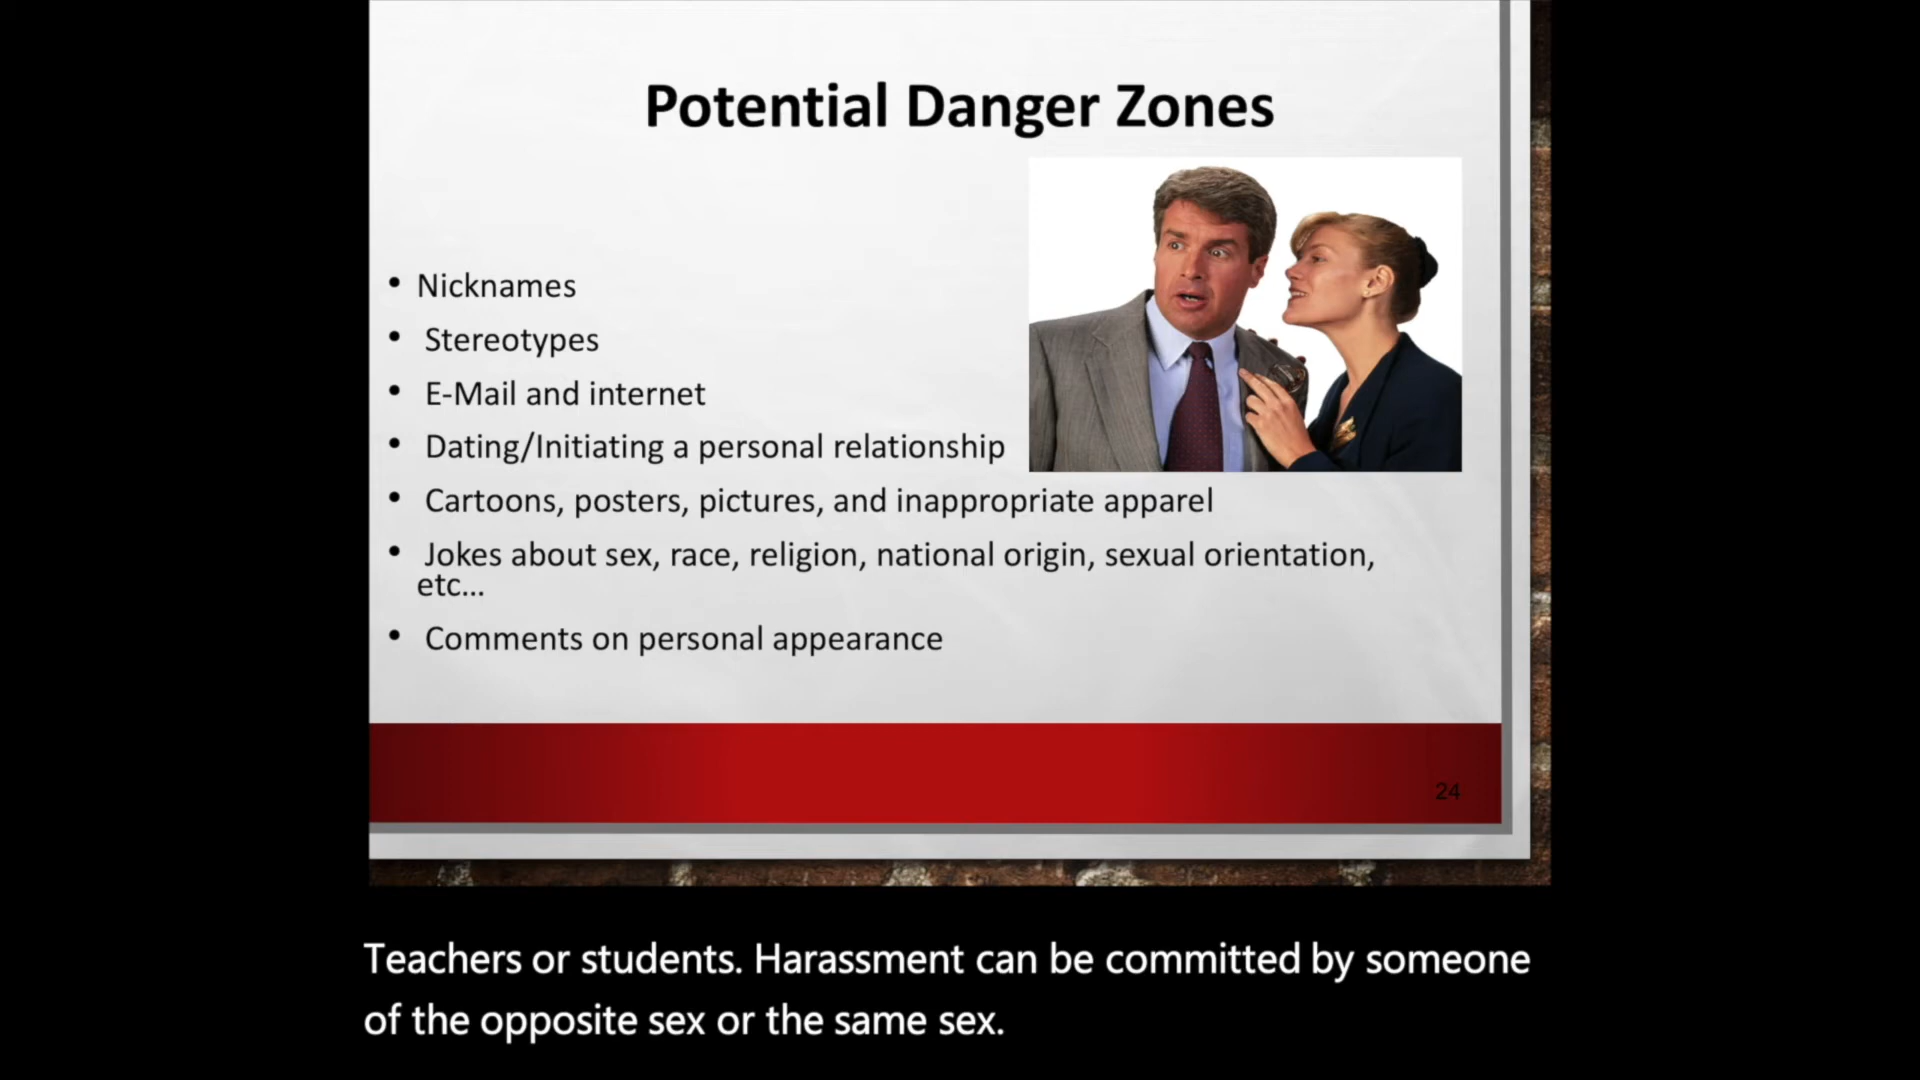 Potential Danger Zones
• Nicknames
• Stereotypes
• E-Mail and internet
• Dating/Initiating a personal relationship
• Cartoons, posters, pictures, and inappropriate apparel
• Jokes about sex, race, religion, national origin, sexual orientation,
etc...
• Comments on personal appearance
24
Teachers or students. Harassment can be committed by someone
of the opposite sex or the same sex.